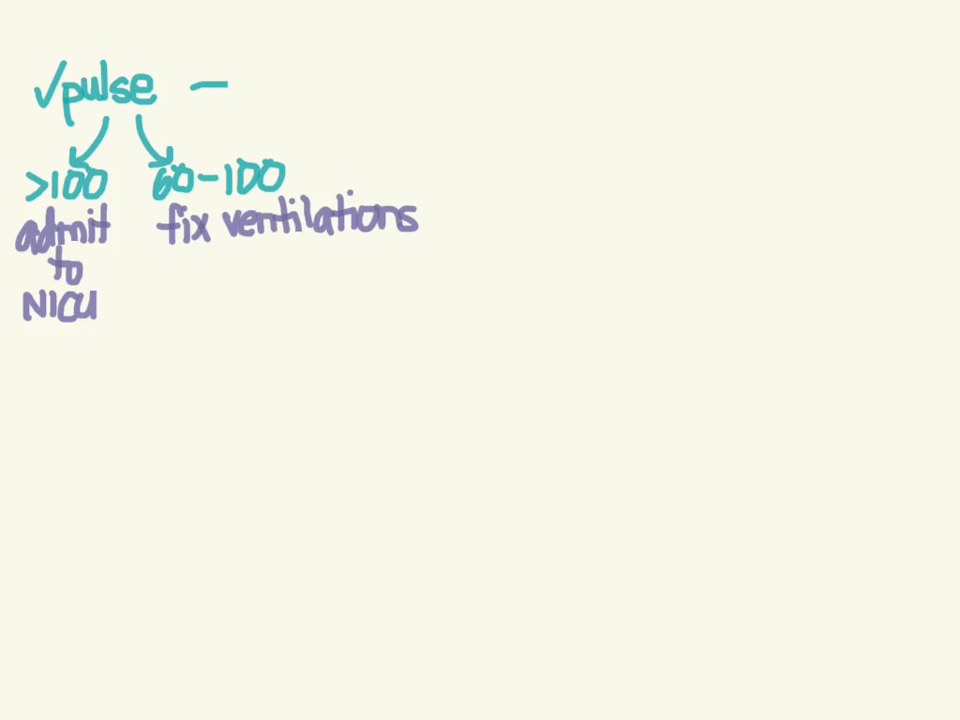 ✓pulse —
>100 60-100
admit fix ventilations
to
NICU